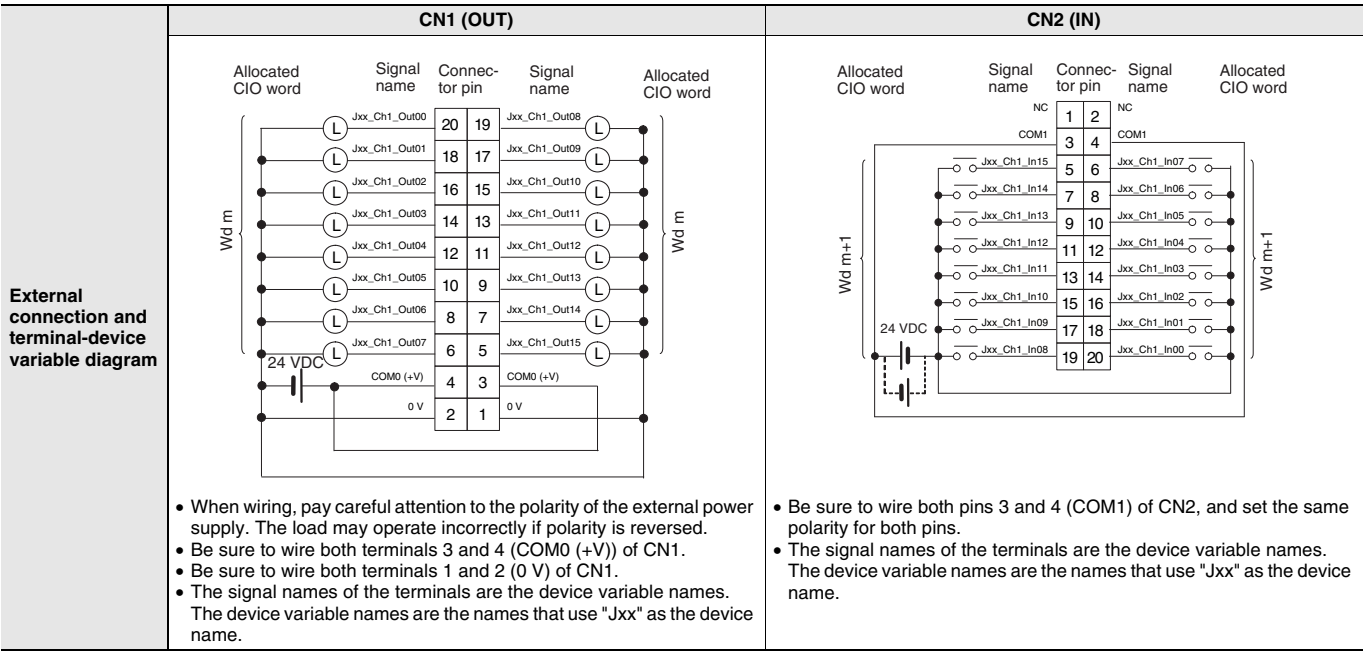 CN1 (OUT)
CN2 (IN)
External
connection and
terminal-device
variable diagram
Allocated
CIO word
Signal
name
Connec-
tor pin
Signal
name
Allocated
CIO word
Wd m
L Jxx_Ch1_Out00 20 19 Jxx_Ch1_Out08 L
L Jxx_Ch1_Out01 18 17 Jxx_Ch1_Out09 L
L Jxx_Ch1_Out02 16 15 Jxx_Ch1_Out10 L
L Jxx_Ch1_Out03 14 13 Jxx_Ch1_Out11 L
L Jxx_Ch1_Out04 12 11 Jxx_Ch1_Out12 L
L Jxx_Ch1_Out05 10 9 Jxx_Ch1_Out13 L
L Jxx_Ch1_Out06 8 7 Jxx_Ch1_Out14 L
L Jxx_Ch1_Out07 6 5 Jxx_Ch1_Out15 L
24 VDC
COM0 (+V) 4 3 COM0 (+V)
0 V 2 1 0 V
Wd m
• When wiring, pay careful attention to the polarity of the external power
supply. The load may operate incorrectly if polarity is reversed.
• Be sure to wire both terminals 3 and 4 (COM0 (+V)) of CN1.
• Be sure to wire both terminals 1 and 2 (0 V) of CN1.
• The signal names of the terminals are the device variable names.
The device variable names are the names that use "Jxx" as the device
name.
Allocated
CIO word
Signal
name
Connec-
tor pin
Signal
name
Allocated
CIO word
NC 1 2 NC
COM1 3 4 COM1
Wd m+1
Jxx_Ch1_In15 5 6 Jxx_Ch1_In07
Jxx_Ch1_In14 7 8 Jxx_Ch1_In06
Jxx_Ch1_In13 9 10 Jxx_Ch1_In05
Jxx_Ch1_In12 11 12 Jxx_Ch1_In04
Jxx_Ch1_In11 13 14 Jxx_Ch1_In03
Jxx_Ch1_In10 15 16 Jxx_Ch1_In02
24 VDC
Jxx_Ch1_In09 17 18 Jxx_Ch1_In01
Jxx_Ch1_In08 19 20 Jxx_Ch1_In00
Wd m+1
• Be sure to wire both pins 3 and 4 (COM1) of CN2, and set the same
polarity for both pins.
• The signal names of the terminals are the device variable names.
The device variable names are the names that use "Jxx" as the device
name.